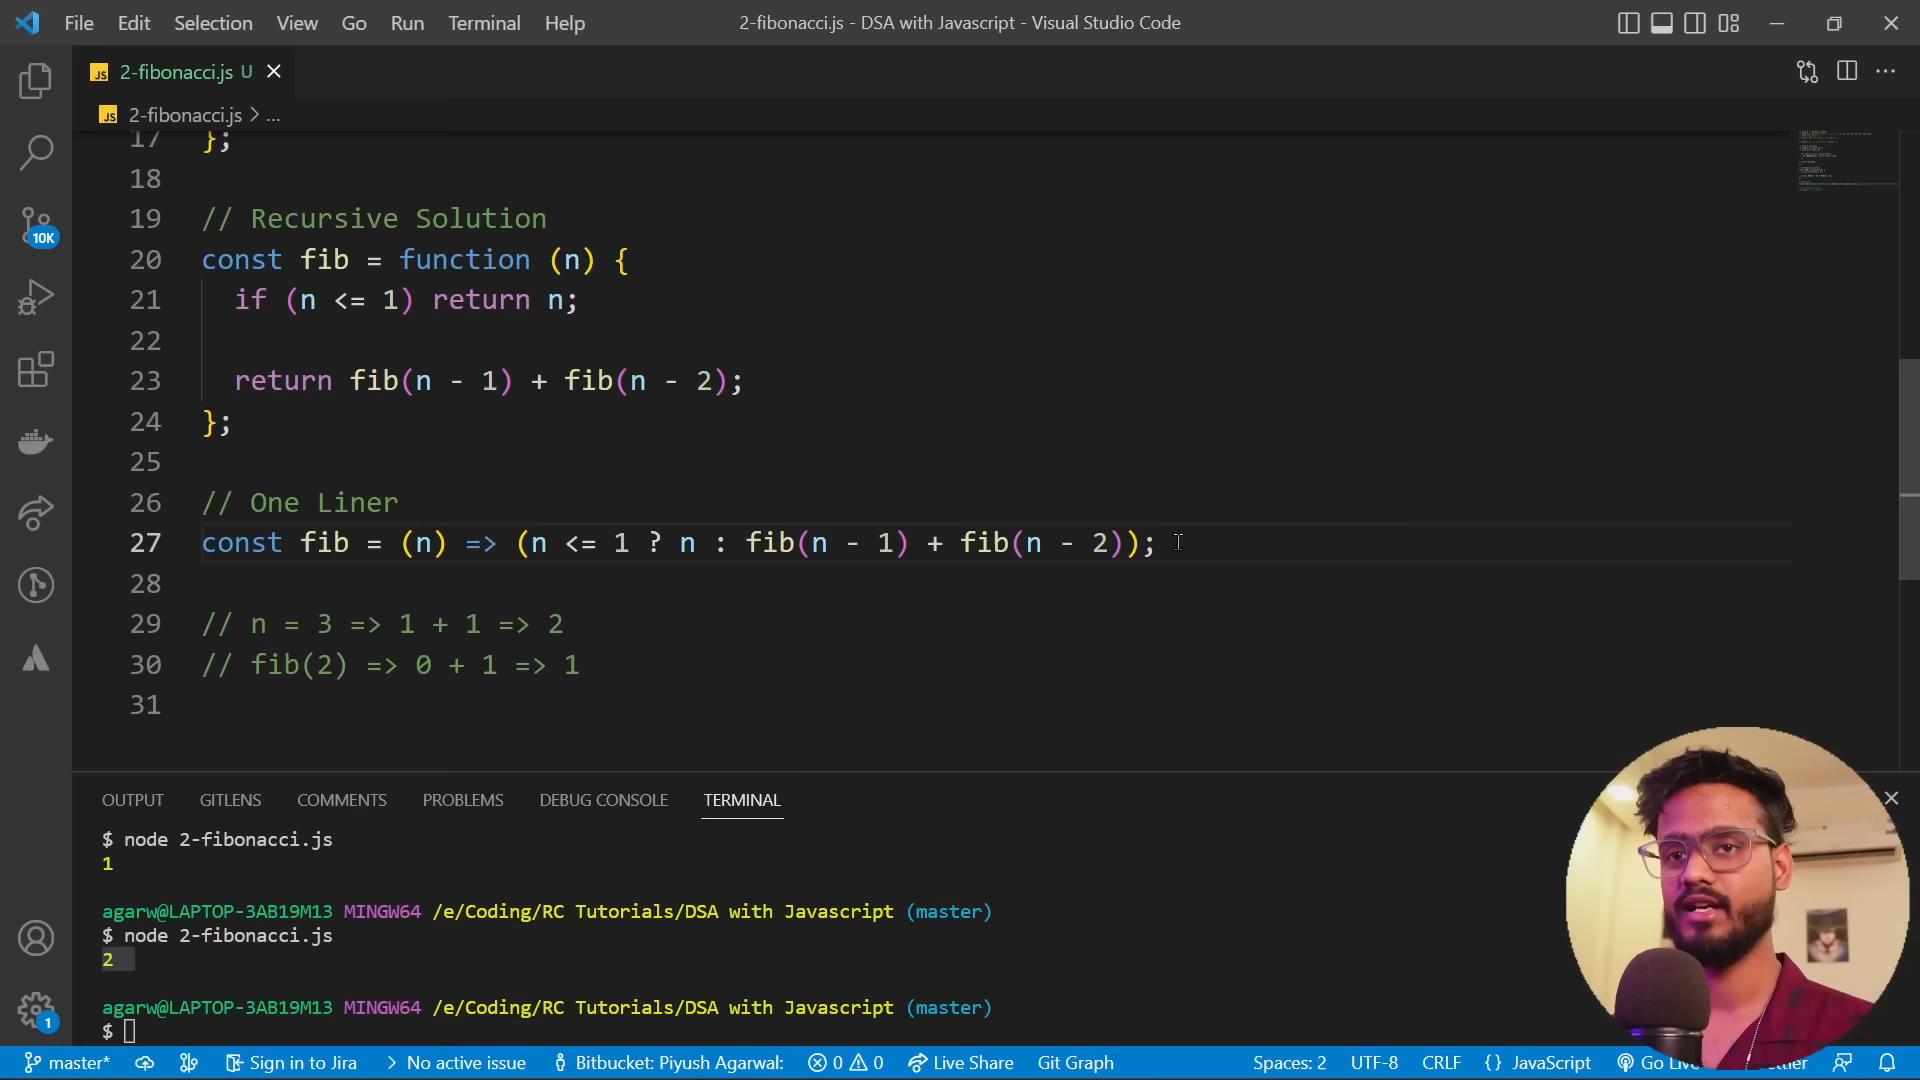 File Edit Selection View Go Run Terminal Help
2-fibonacci.js - DSA with Javascript - Visual Studio Code
JS 2-fibonacci.js U
JS 2-fibonacci.js > ...
17 };
18
19 // Recursive Solution
20 const fib = function (n) {
21 if (n <= 1) return n;
22
23 return fib(n - 1) + fib(n - 2);
24 };
25
26 // One Liner
27 const fib = (n) => (n <= 1 ? n : fib(n - 1) + fib(n - 2));
28
29 // n = 3 => 1 + 1 => 2
30 // fib(2) => 0 + 1 => 1
31
10K
1
OUTPUT GITLENS COMMENTS PROBLEMS DEBUG CONSOLE TERMINAL
$ node 2-fibonacci.js
1
agarw@LAPTOP-3AB19M13 MINGW64 /e/Coding/RC Tutorials/DSA with Javascript (master)
$ node 2-fibonacci.js
2
agarw@LAPTOP-3AB19M13 MINGW64 /e/Coding/RC Tutorials/DSA with Javascript (master)
$
master* Sign in to Jira > No active issue Bitbucket: Piyush Agarwal: 0 0 Live Share Git Graph Spaces: 2 UTF-8 CRLF {} JavaScript Go